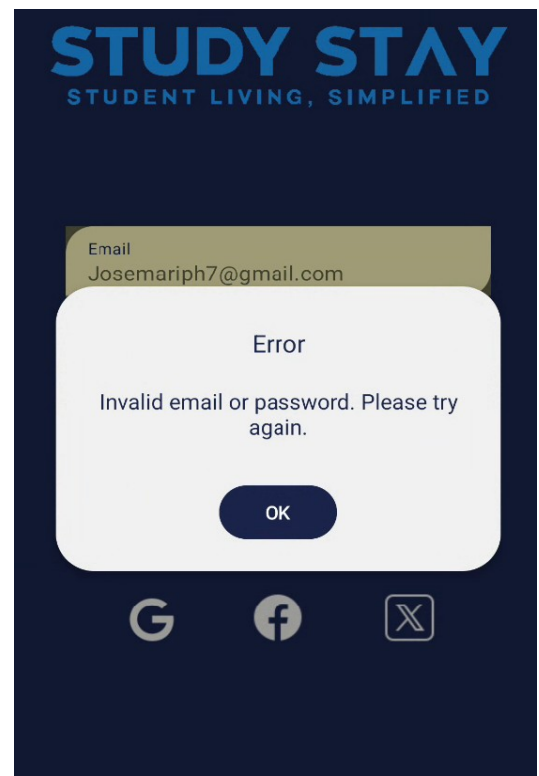 STUDY STAY
STUDENT LIVING, SIMPLIFIED
Email
Josemariph7@gmail.com
Error
Invalid email or password. Please try
again.
OK